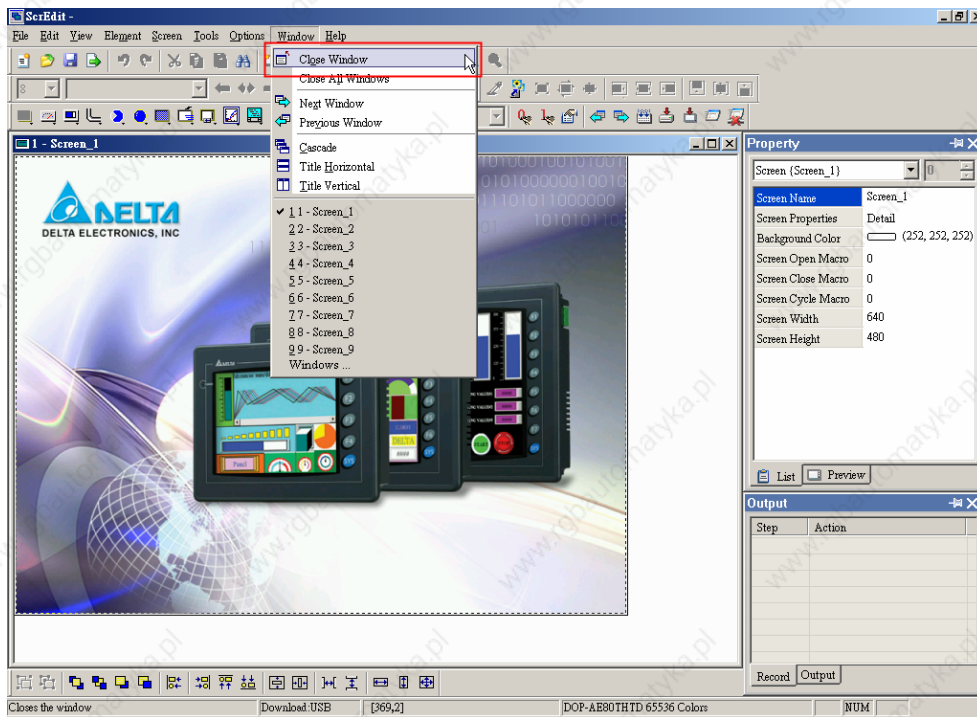 ScrEdit -
File Edit View Element Screen Tools Options Window Help
8
Close Window
Close All Windows
Next Window
Previous Window
Cascade
Title Horizontal
Title Vertical
1 1 - Screen_1
2 2 - Screen_2
3 3 - Screen_3
4 4 - Screen_4
5 5 - Screen_5
6 6 - Screen_6
7 7 - Screen_7
8 8 - Screen_8
9 9 - Screen_9
Windows ...
1 - Screen_1
DELTA
DELTA ELECTRONICS, INC
Property
Screen {Screen_1} 0
Screen Name Screen_1
Screen Properties Detail
Background Color (252, 252, 252)
Screen Open Macro 0
Screen Close Macro 0
Screen Cycle Macro 0
Screen Width 640
Screen Height 480
List Preview
Output
Step Action
Record Output
Closes the window Download:USB [369,2] DOP-AE80THTD 65536 Colors NUM
www.rgbautomatyka.pl